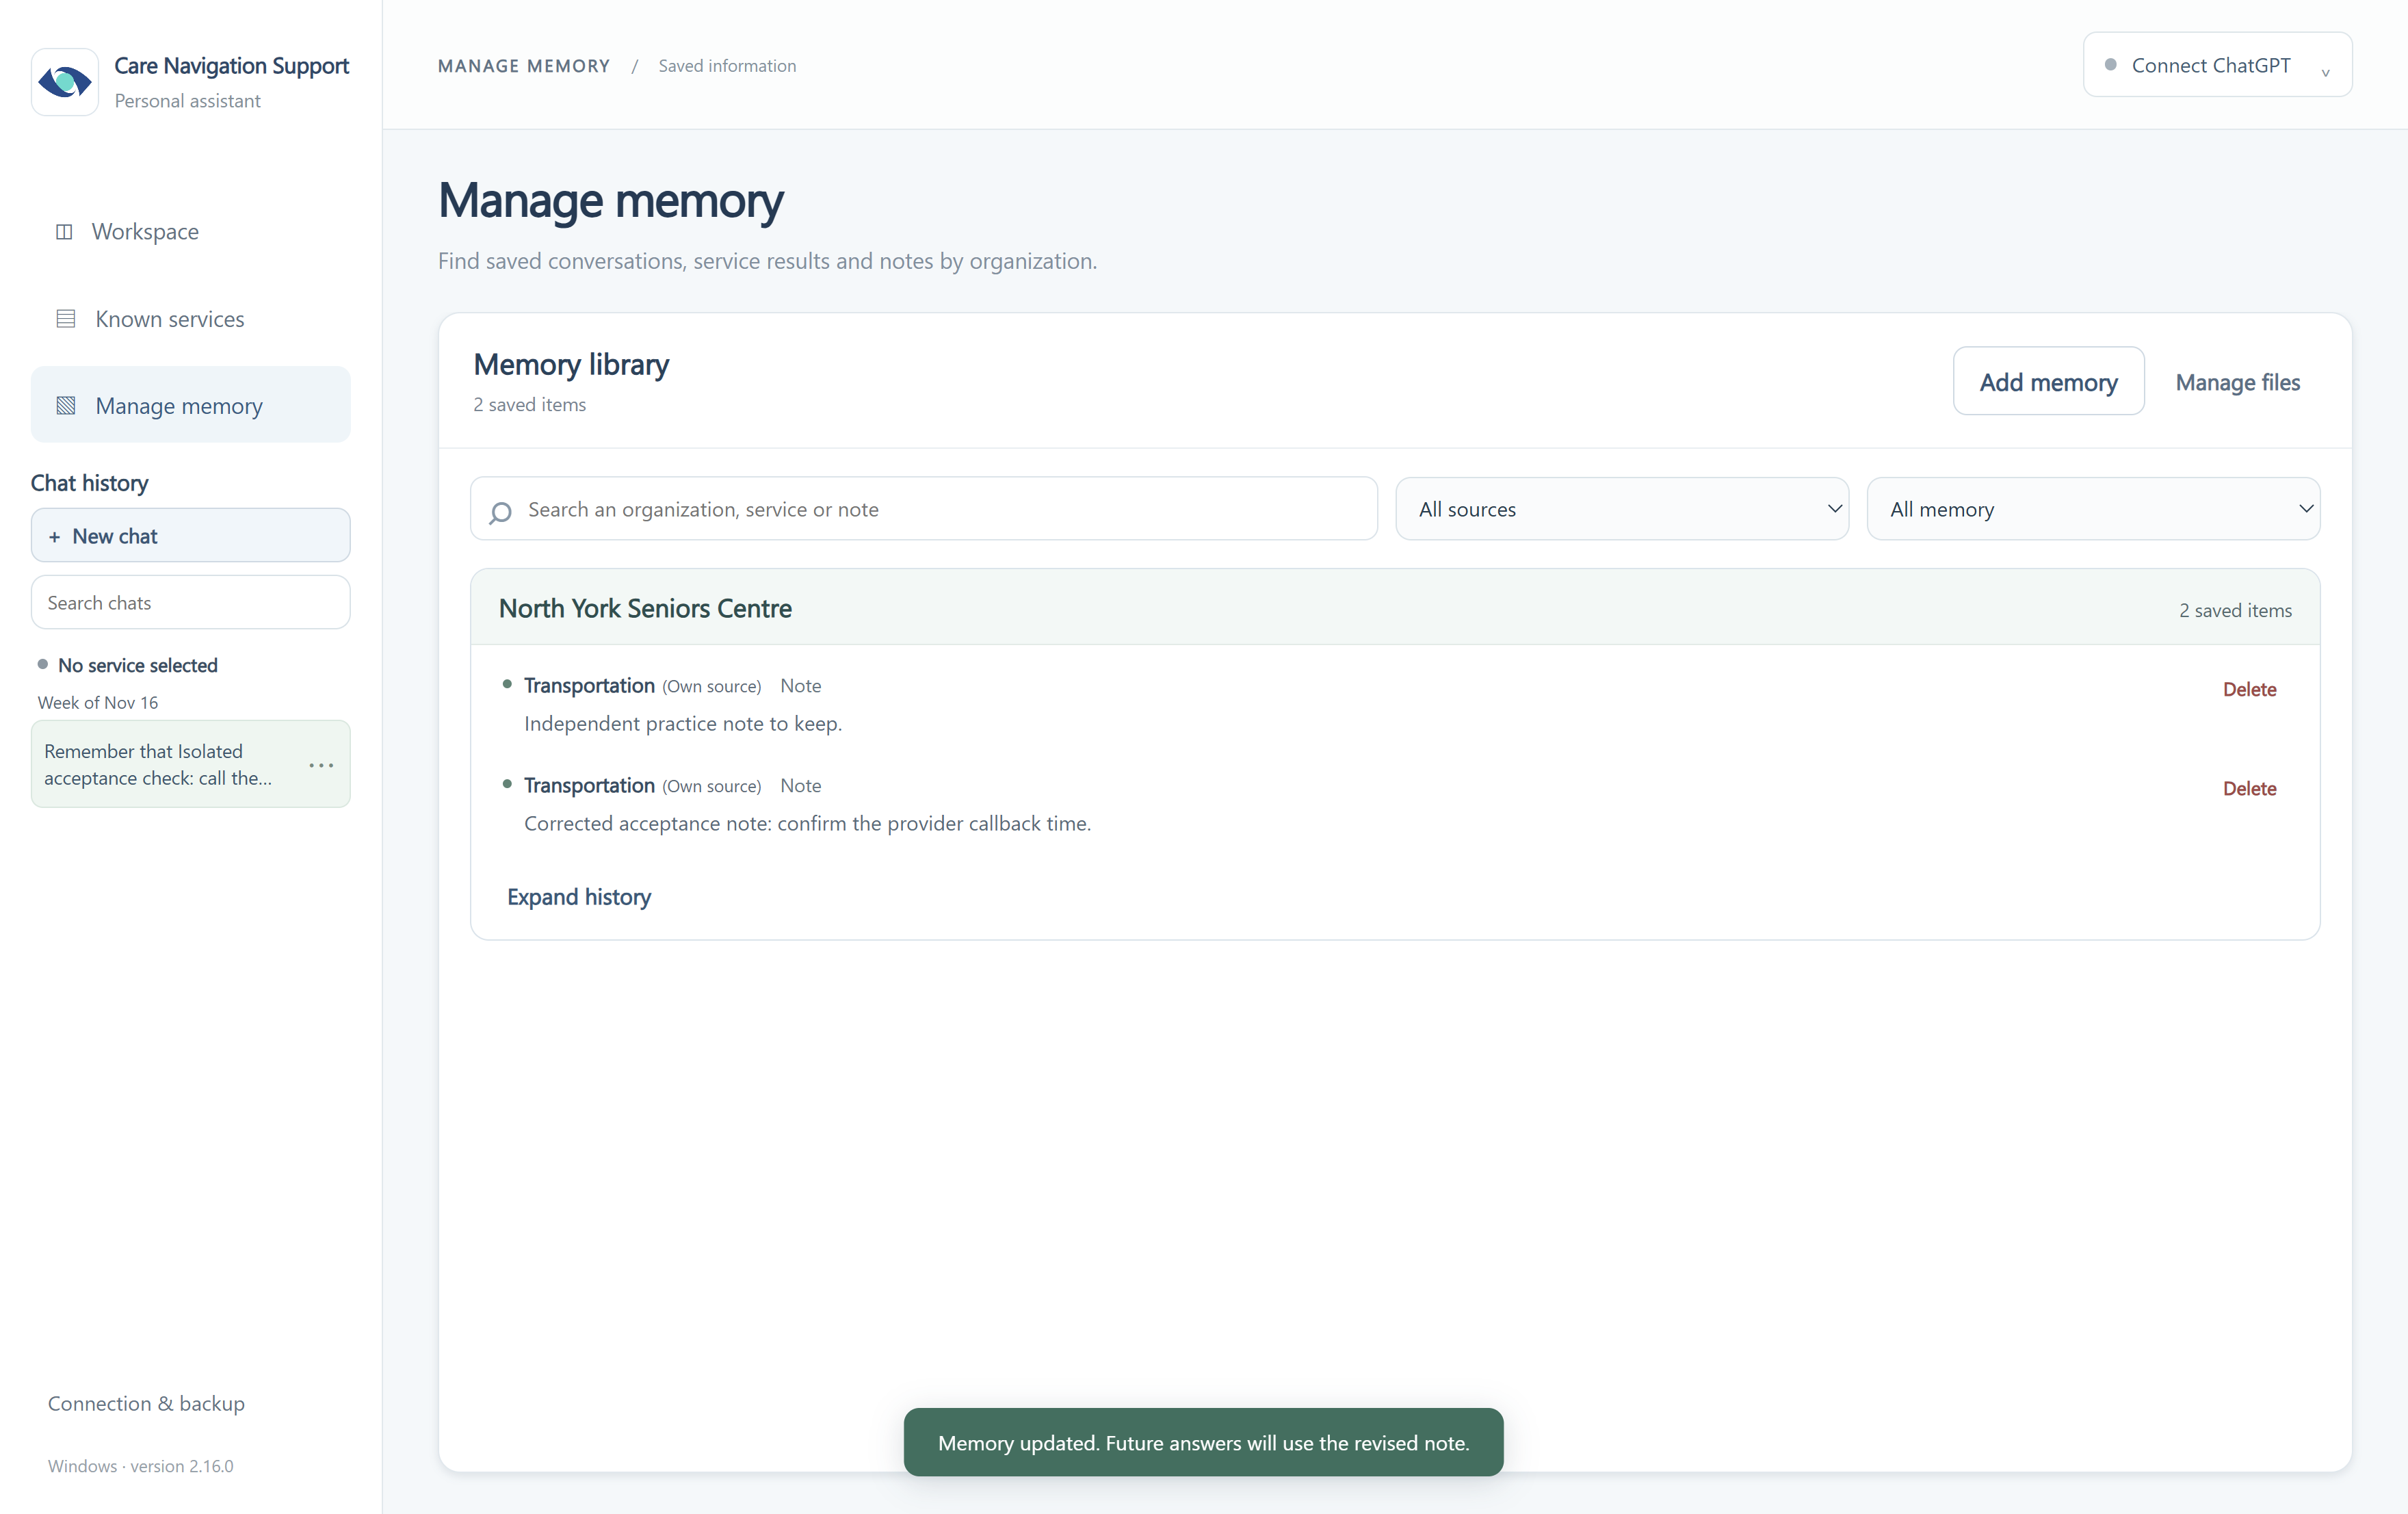 Care Navigation Support
Personal assistant
Workspace
Known services
Manage memory
Chat history
+ New chat
Search chats
No service selected
Week of Nov 16
Remember that Isolated
acceptance check: call the...
Connection & backup
Windows · version 2.16.0
MANAGE MEMORY / Saved information
Connect ChatGPT v
Manage memory
Find saved conversations, service results and notes by organization.
Memory library
2 saved items
Add memory
Manage files
Search an organization, service or note
All sources
All memory
North York Seniors Centre
2 saved items
Transportation (Own source) Note
Delete
Independent practice note to keep.
Transportation (Own source) Note
Delete
Corrected acceptance note: confirm the provider callback time.
Expand history
Memory updated. Future answers will use the revised note.